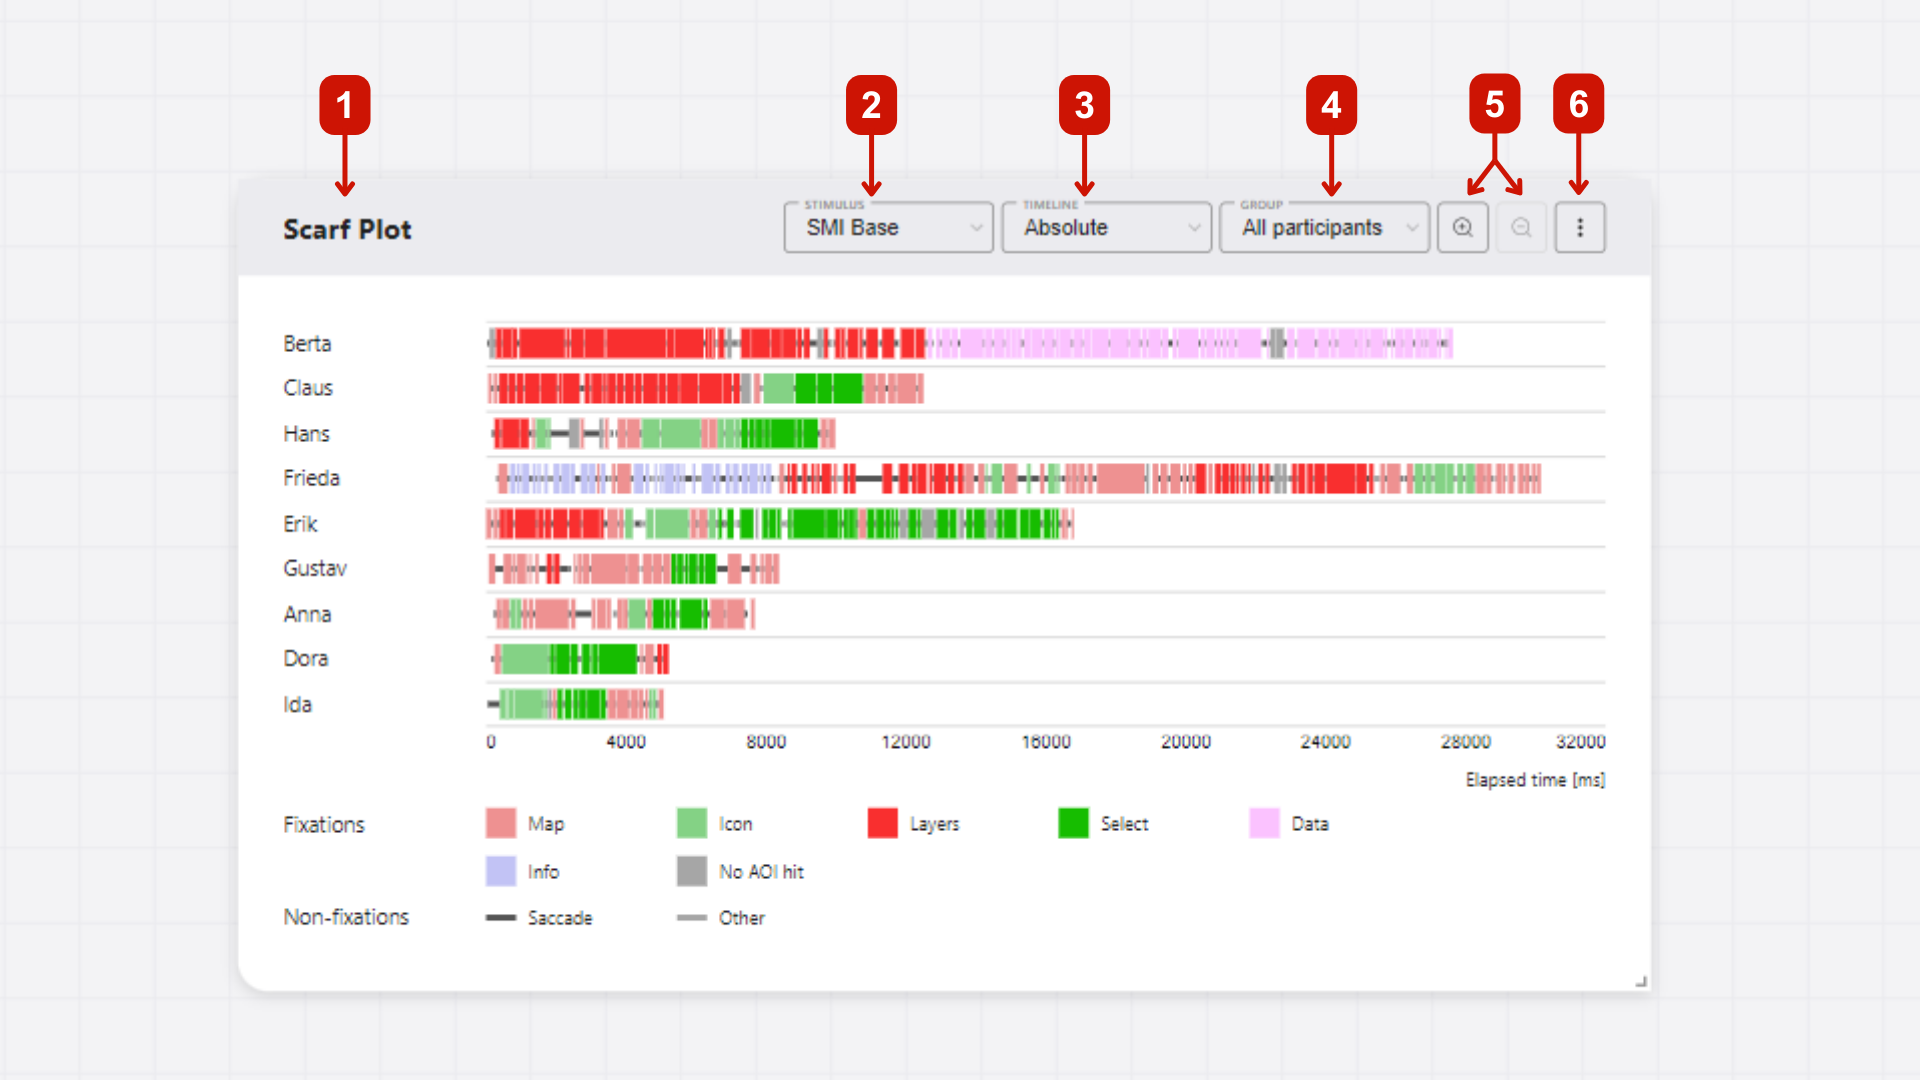 1 2 3 4 5 6
Scarf Plot
STIMULUS TIMELINE GROUP
SMI Base Absolute All participants
Berta
Claus
Hans
Frieda
Erik
Gustav
Anna
Dora
Ida
0 4000 8000 12000 16000 20000 24000 28000 32000
Elapsed time [ms]
Fixations Map Icon Layers Select Data
Info No AOI hit
Non-fixations Saccade Other